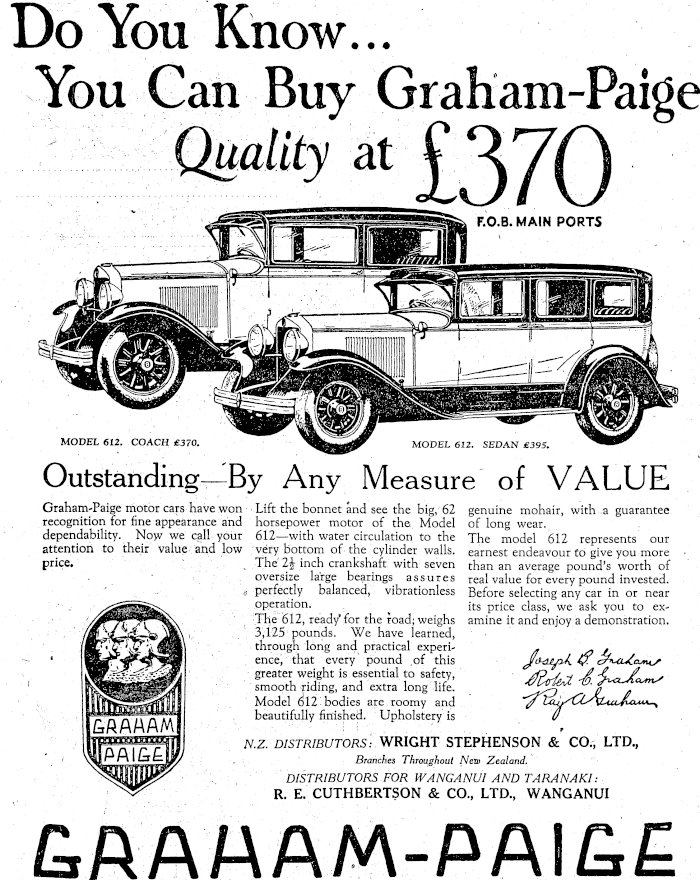 Do You Know...
You Can Buy Graham-Paige
Quality at £370
F.O.B. MAIN PORTS
MODEL 612. COACH £370.
MODEL 612. SEDAN £395.
Outstanding—By Any Measure of VALUE
Graham-Paige motor cars have won
recognition for fine appearance and
dependability. Now we call your
attention to their value and low
price.
GRAHAM
PAIGE
Lift the bonnet and see the big, 62
horsepower motor of the Model
612—with water circulation to the
very bottom of the cylinder walls.
The 2½ inch crankshaft with seven
oversize large bearings assures
perfectly balanced, vibrationless
operation.
The 612, ready for the road, weighs
3,125 pounds. We have learned,
through long and practical experi-
ence, that every pound of this
greater weight is essential to safety,
smooth riding, and extra long life.
Model 612 bodies are roomy and
beautifully finished. Upholstery is
genuine mohair, with a guarantee
of long wear.
The model 612 represents our
earnest endeavour to give you more
than an average pound's worth of
real value for every pound invested.
Before selecting any car in or near
its price class, we ask you to ex-
amine it and enjoy a demonstration.
Joseph B. Graham
Robert C. Graham
Ray A Graham
N.Z. DISTRIBUTORS: WRIGHT STEPHENSON & CO., LTD.,
Branches Throughout New Zealand.
DISTRIBUTORS FOR WANGANUI AND TARANAKI:
R. E. CUTHBERTSON & CO., LTD., WANGANUI
GRAHAM-PAIGE